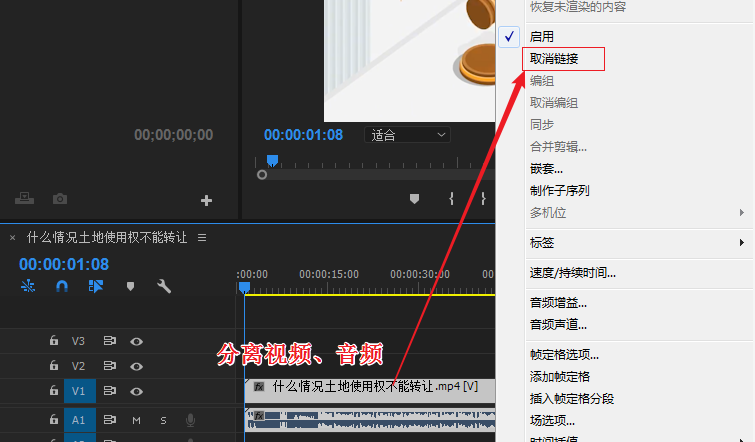 恢复未渲染的内容
启用
取消链接
编组
取消编组
同步
合并剪辑...
嵌套...
制作子序列
多机位
标签
速度/持续时间...
音频增益...
音频声道...
帧定格选项...
添加帧定格
插入帧定格分段
场选项...
时间插值
00;00;00;00
00:00:01:08
适合
× 什么情况土地使用权不能转让
00:00:01:08
:00:00 00:00:15:00 00:00:30:00 00
V3
分离视频、音频
V2
V1 fx 什么情况土地使用权不能转让.mp4 [V]
A1 M S fx